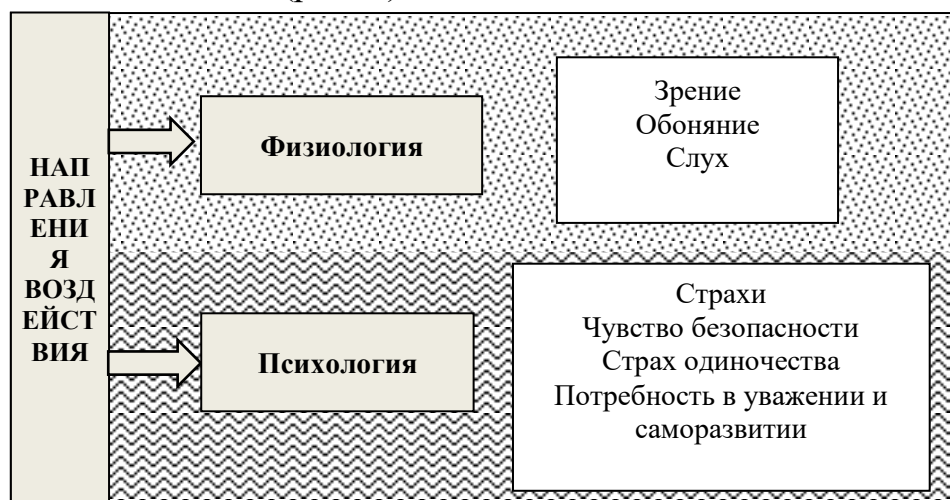 НАП
РАВЛ
ЕНИ
Я
ВОЗД
ЕЙСТ
ВИЯ
Физиология
Зрение
Обоняние
Слух
Психология
Страхи
Чувство безопасности
Страх одиночества
Потребность в уважении и
саморазвитии